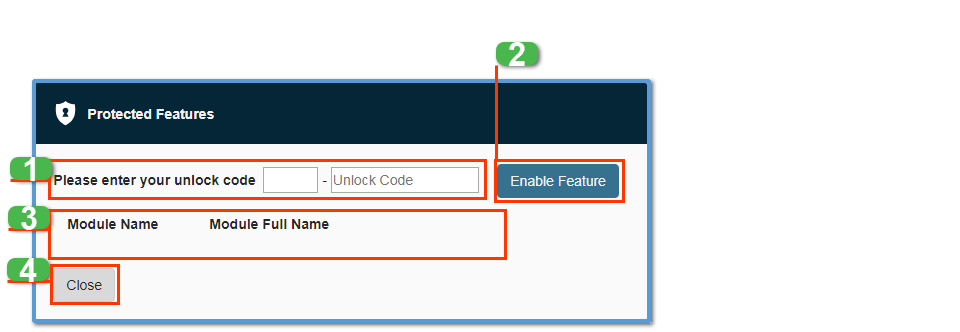 2
Protected Features
1
Please enter your unlock code - Unlock Code
Enable Feature
3
Module Name Module Full Name
4
Close